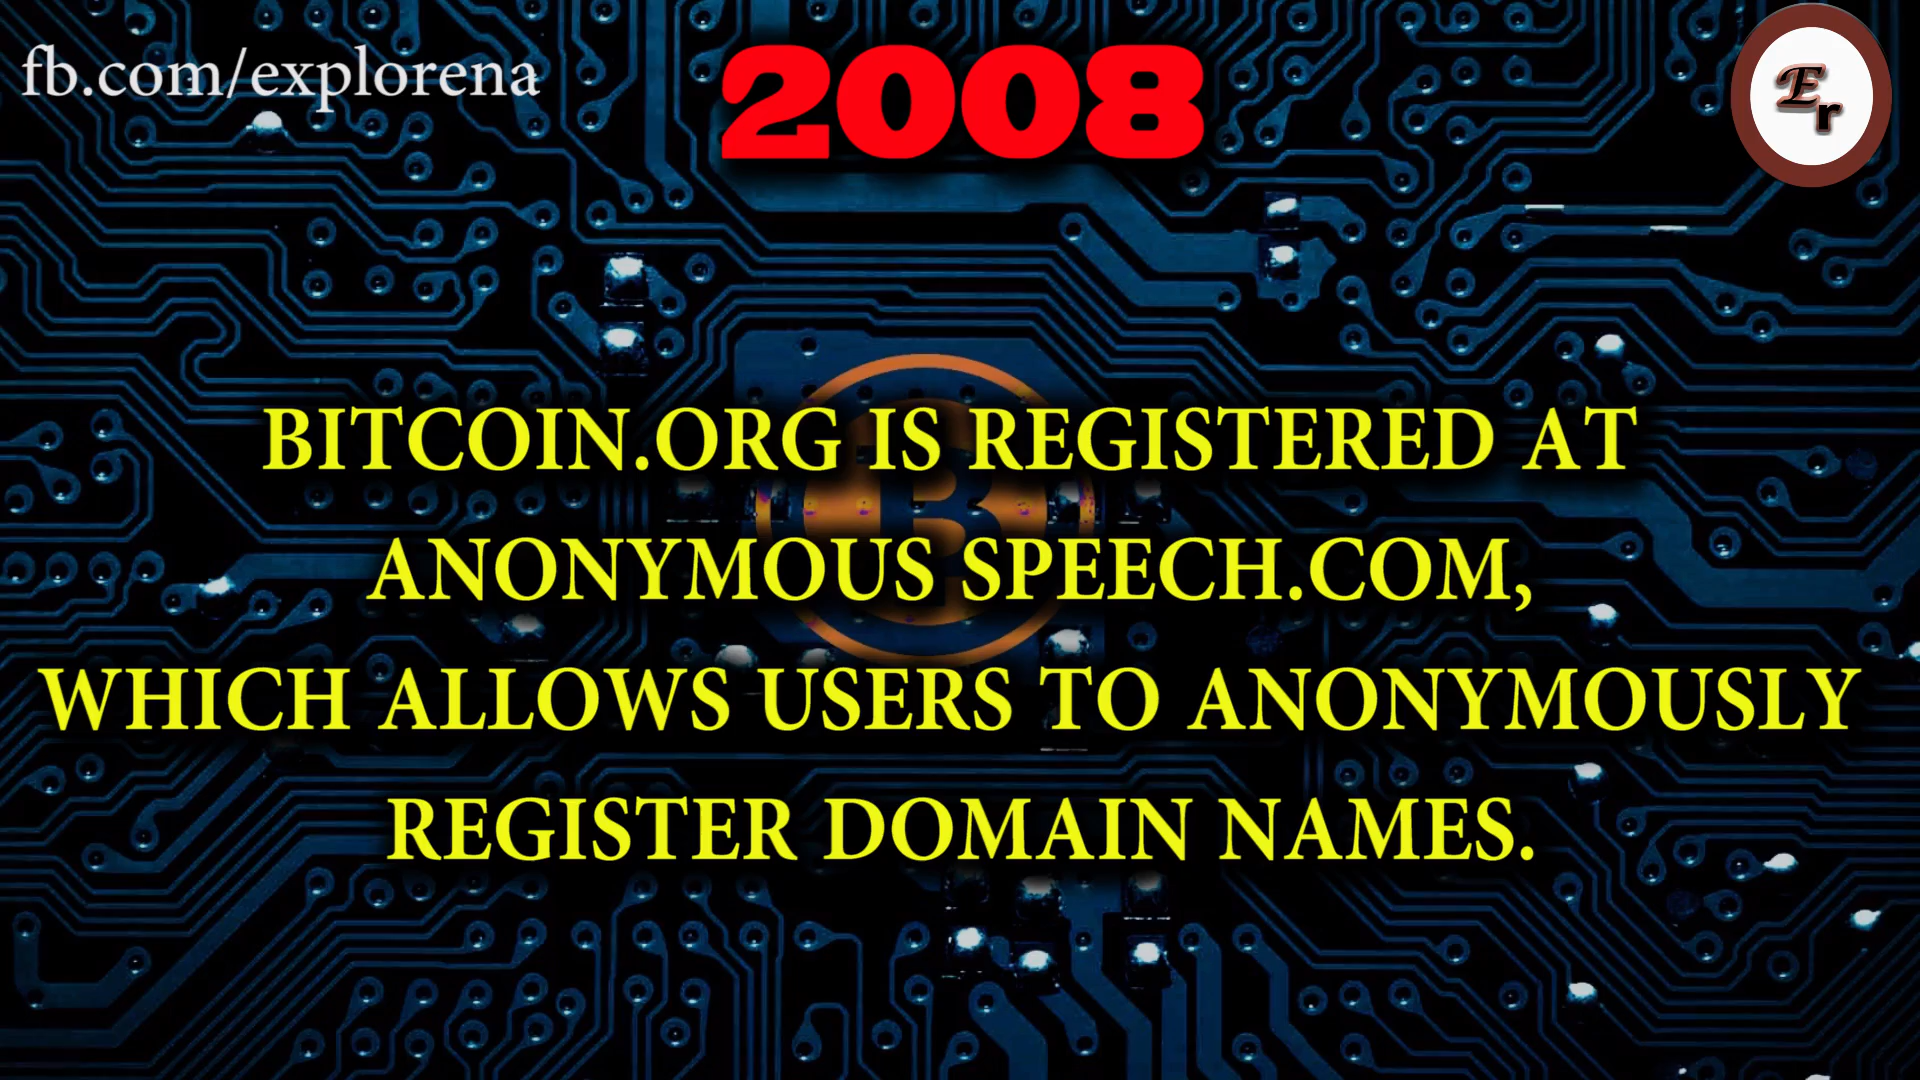 fb.com/explorena
2008
Er
BITCOIN.ORG IS REGISTERED AT
ANONYMOUS SPEECH.COM,
WHICH ALLOWS USERS TO ANONYMOUSLY
REGISTER DOMAIN NAMES.